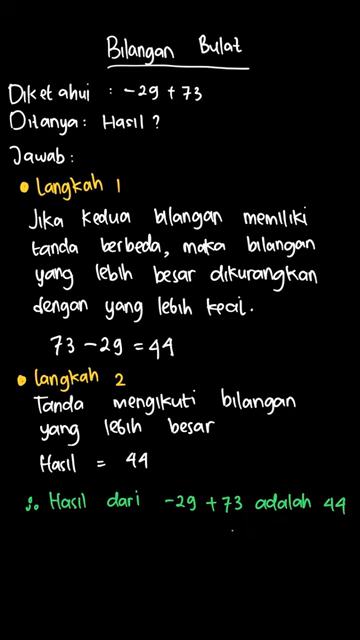 Bilangan Bulat
Diketahui : -29 + 73
Ditanya : Hasil ?
Jawab :
• Langkah 1
Jika kedua bilangan memiliki
tanda berbeda, maka bilangan
yang lebih besar dikurangkan
dengan yang lebih kecil.
73 - 29 = 44
• Langkah 2
Tanda mengikuti bilangan
yang lebih besar
Hasil = 44
∴ Hasil dari -29 + 73 adalah 44